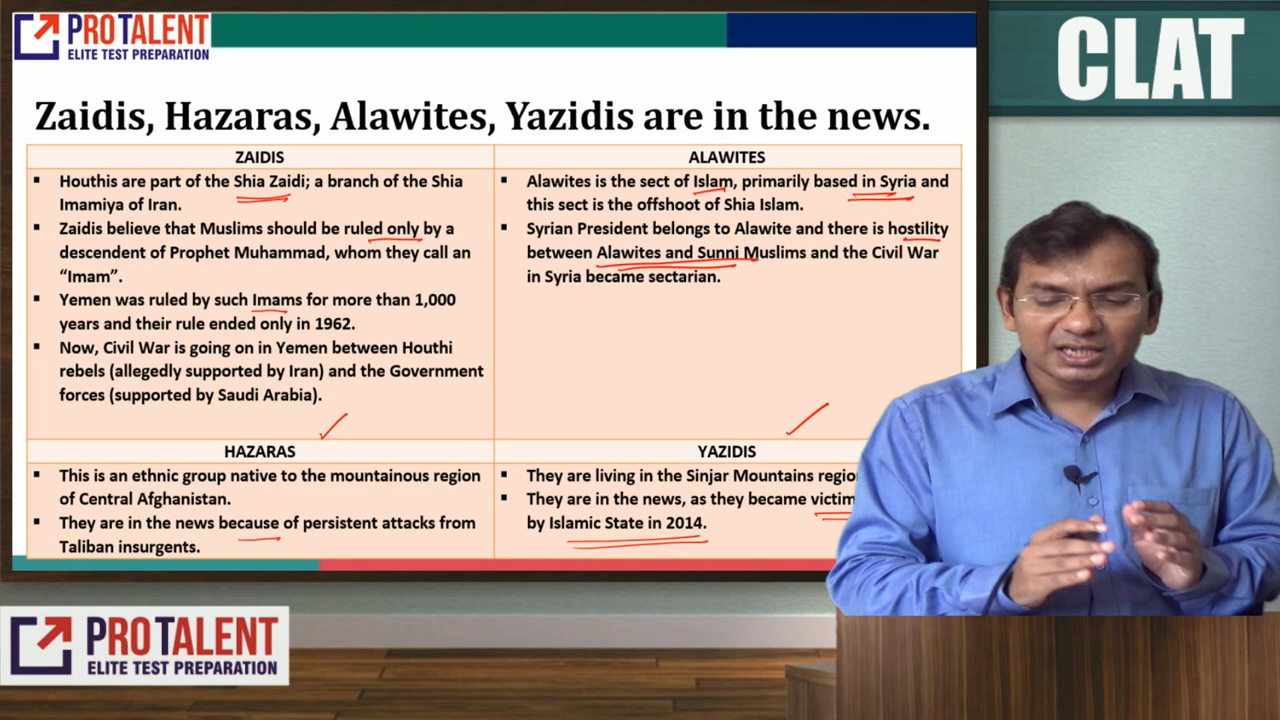 PROTALENT
ELITE TEST PREPARATION
CLAT
Zaidis, Hazaras, Alawites, Yazidis are in the news.
ZAIDIS
▪ Houthis are part of the Shia Zaidi; a branch of the Shia
Imamiya of Iran.
▪ Zaidis believe that Muslims should be ruled only by a
descendent of Prophet Muhammad, whom they call an
“Imam”.
▪ Yemen was ruled by such Imams for more than 1,000
years and their rule ended only in 1962.
▪ Now, Civil War is going on in Yemen between Houthi
rebels (allegedly supported by Iran) and the Government
forces (supported by Saudi Arabia).
ALAWITES
▪ Alawites is the sect of Islam, primarily based in Syria and
this sect is the offshoot of Shia Islam.
▪ Syrian President belongs to Alawite and there is hostility
between Alawites and Sunni Muslims and the Civil War
in Syria became sectarian.
HAZARAS
▪ This is an ethnic group native to the mountainous region
of Central Afghanistan.
▪ They are in the news because of persistent attacks from
Taliban insurgents.
YAZIDIS
▪ They are living in the Sinjar Mountains
▪ They are in the news, as they became
by Islamic State in 2014.
PROTALENT
ELITE TEST PREPARATION